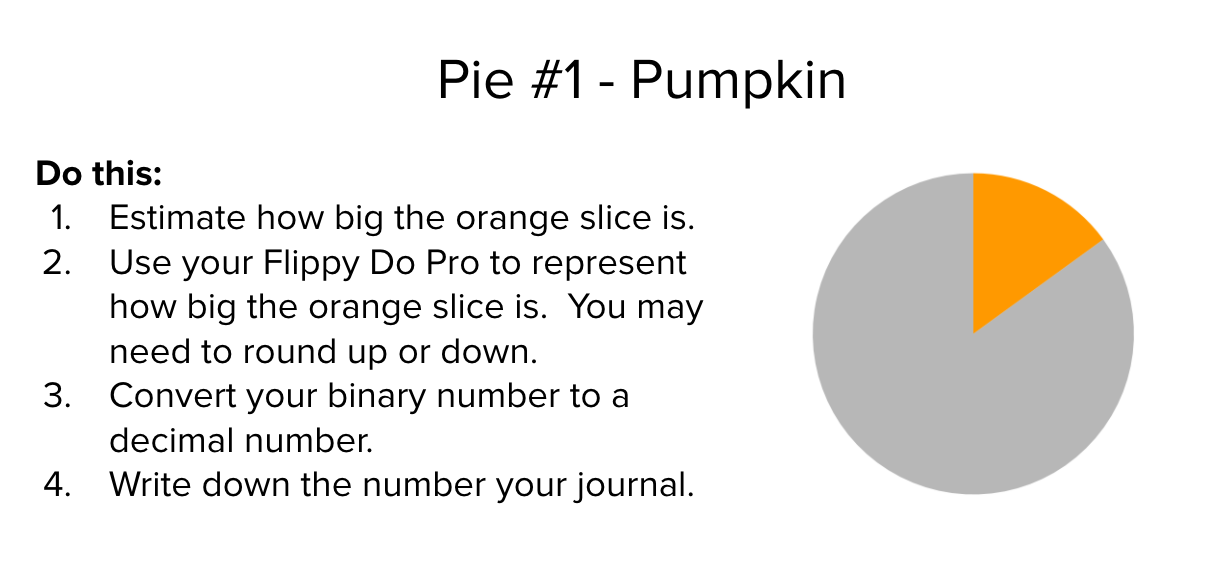 Pie #1 - Pumpkin
Do this:
1. Estimate how big the orange slice is.
2. Use your Flippy Do Pro to represent
how big the orange slice is.  You may
need to round up or down.
3. Convert your binary number to a
decimal number.
4. Write down the number your journal.